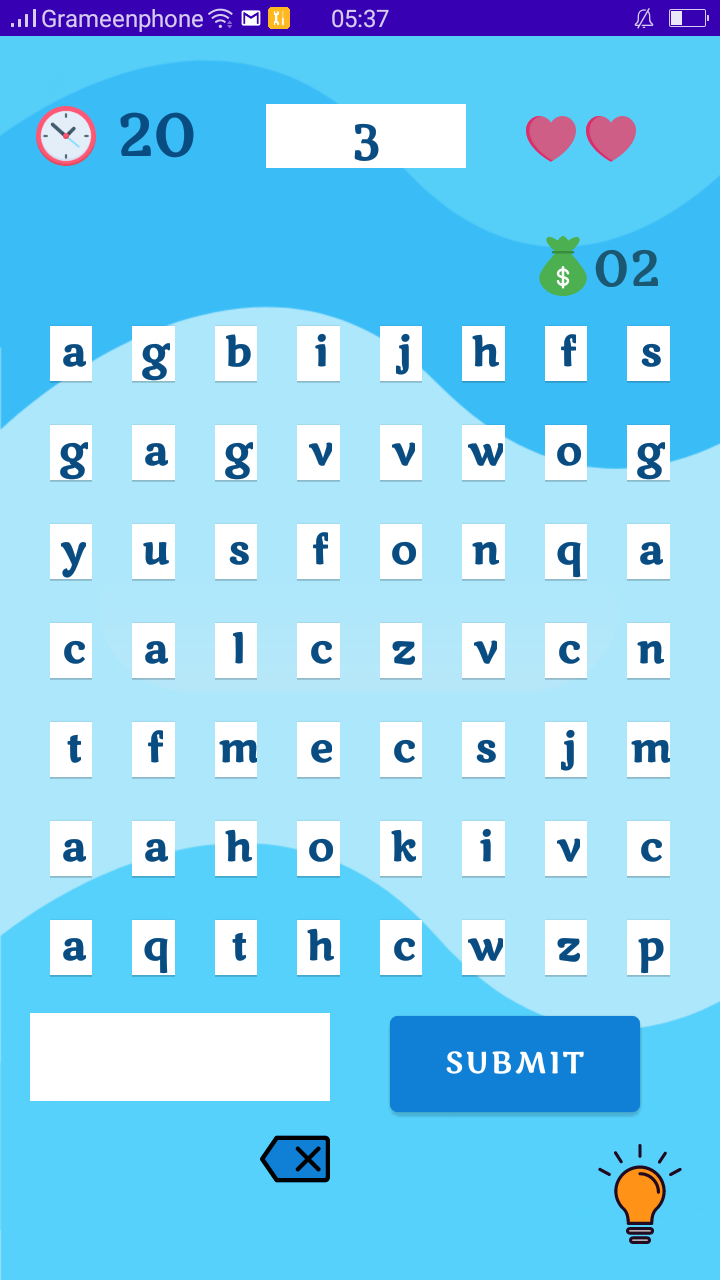 Grameenphone 05:37
20 3
$ 02
a g b i j h f s
g a g v v w o g
y u s f o n q a
c a l c z v c n
t f m e c s j m
a a h o k i v c
a q t h c w z p
SUBMIT